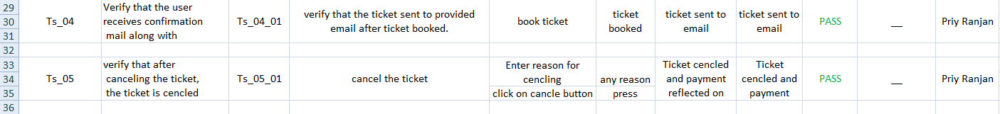 29
30
31
32
33
34
35
36
Ts_04
Verify that the user
receives confirmation
mail along with
Ts_04_01
verify that the ticket sent to provided
email after ticket booked.
book ticket
ticket
booked
ticket sent to
email
ticket sent to
email
PASS
__
Priy Ranjan
Ts_05
verify that after
canceling the ticket,
the ticket is cencled
Ts_05_01
cancel the ticket
Enter reason for
cencling
any reason
click on cancle button
press
Ticket cencled
and payment
reflected on
Ticket
cencled and
payment
PASS
__
Priy Ranjan